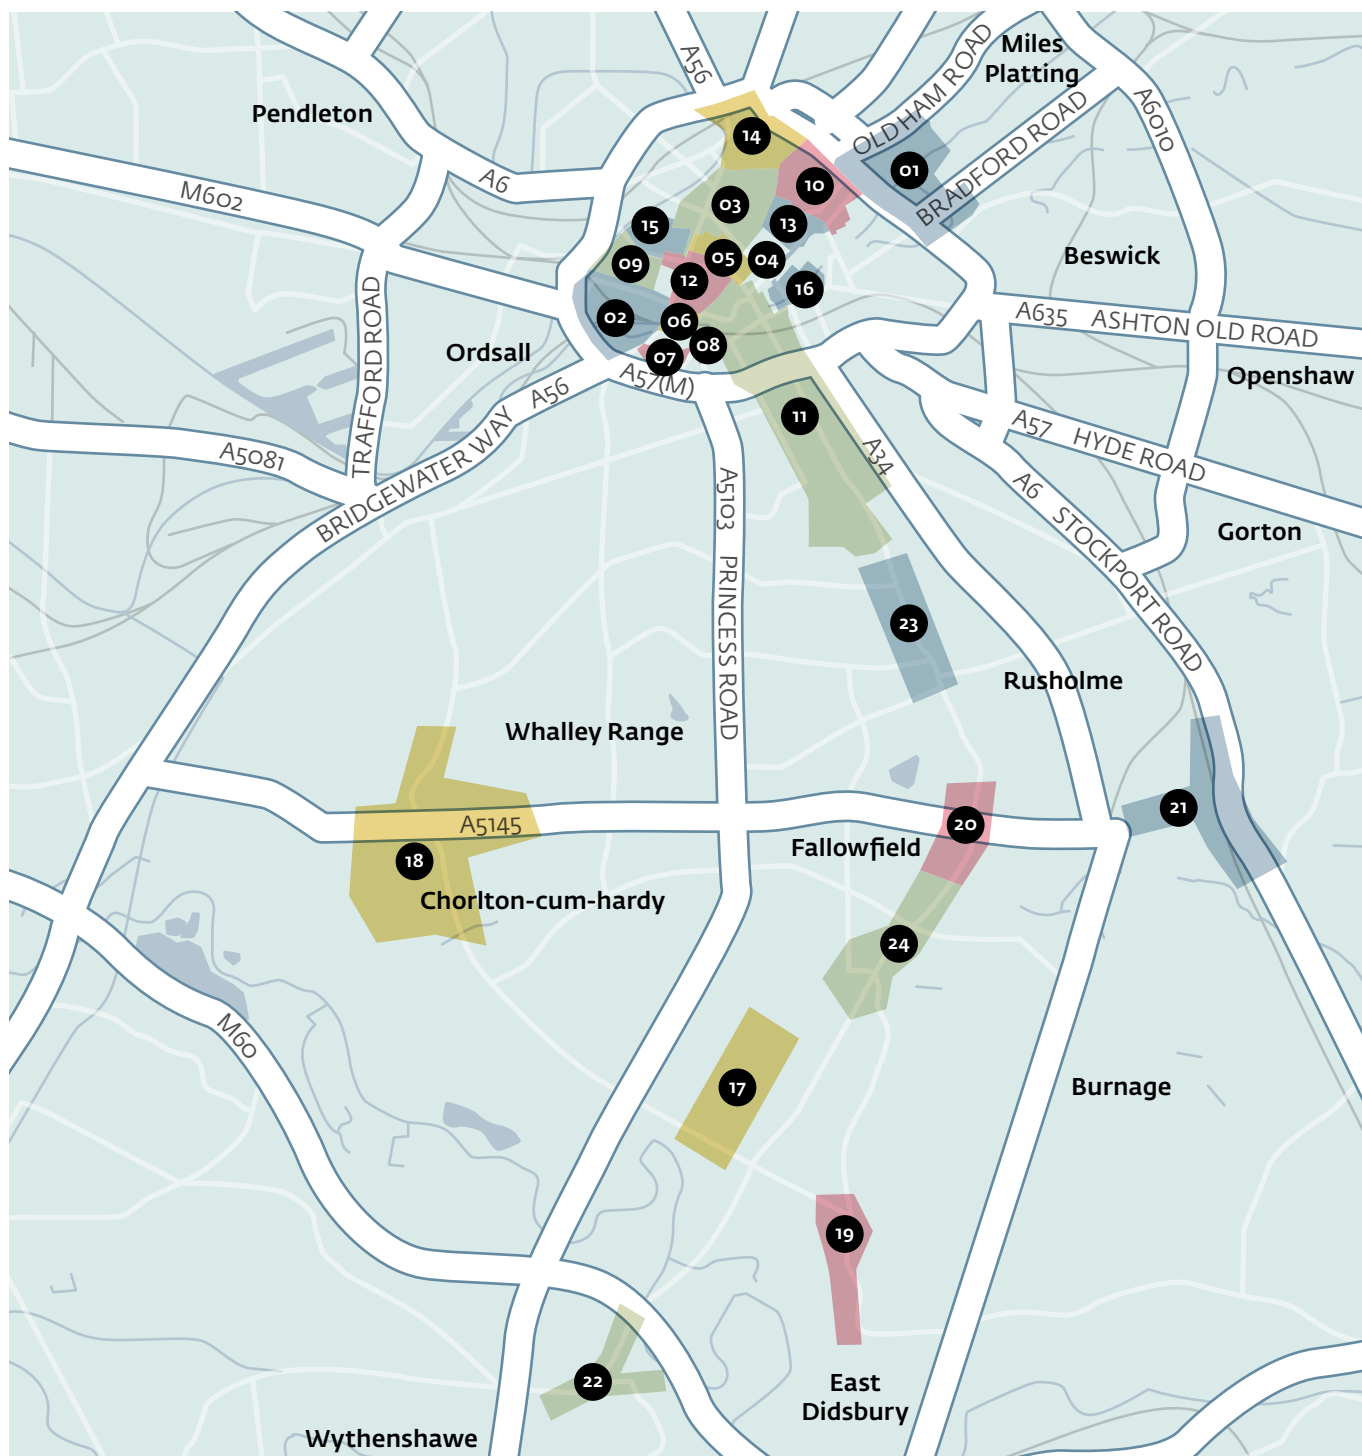 Miles
Platting
A56
OLDHAM ROAD
A6010
Pendleton
14
BRADFORD ROAD
01
10
A6
M602
03
15
13
Beswick
05
04
09
12
16
TRAFFORD ROAD
02
06
A635 ASHTON OLD ROAD
08
Ordsall
07
A57(M)
Openshaw
A56
11
BRIDGEWATER WAY
A57 HYDE ROAD
A5081
A34
A6 STOCKPORT ROAD
A5103 PRINCESS ROAD
Gorton
23
Rusholme
Whalley Range
21
A5145
20
Fallowfield
18
Chorlton-cum-hardy
24
M60
17
Burnage
19
22
East
Didsbury
Wythenshawe